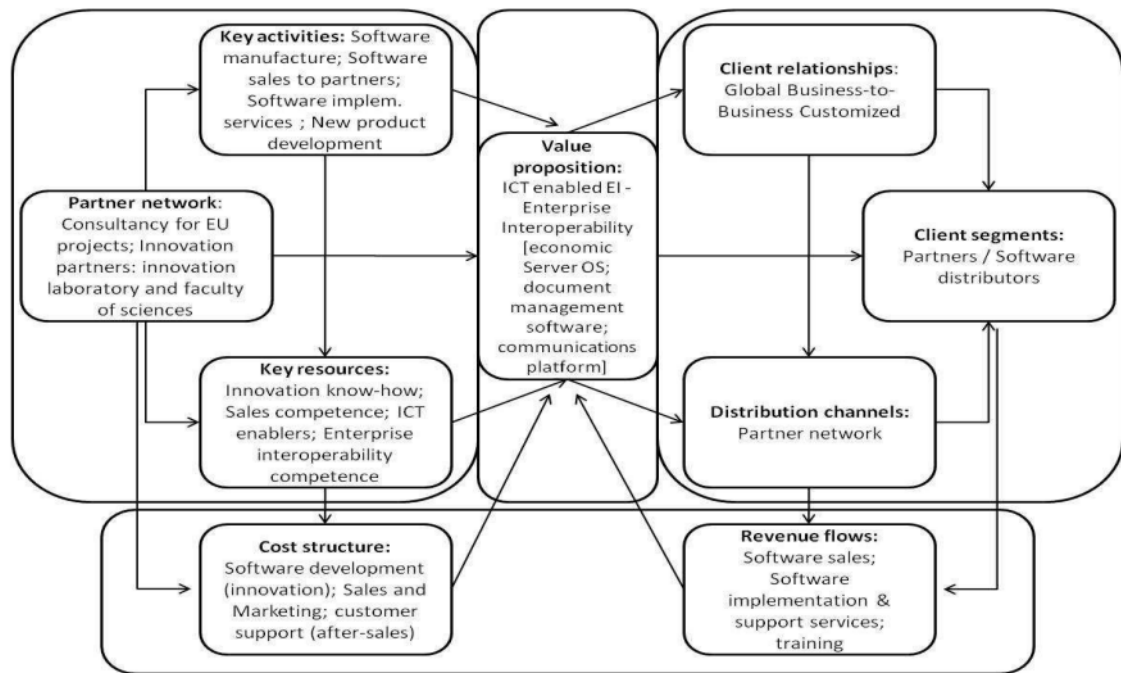 Key activities: Software
manufacture; Software
sales to partners;
Software implem.
services ; New product
development
Partner network:
Consultancy for EU
projects; Innovation
partners: innovation
laboratory and faculty
of sciences
Key resources:
Innovation know-how;
Sales competence; ICT
enablers; Enterprise
interoperability
competence
Value
proposition:
ICT enabled EI -
Enterprise
Interoperability
[economic
Server OS;
document
management
software;
communications
platform]
Client relationships:
Global Business-to-
Business Customized
Client segments:
Partners / Software
distributors
Distribution channels:
Partner network
Cost structure:
Software development
(innovation); Sales and
Marketing; customer
support (after-sales)
Revenue flows:
Software sales;
Software
implementation &
support services;
training